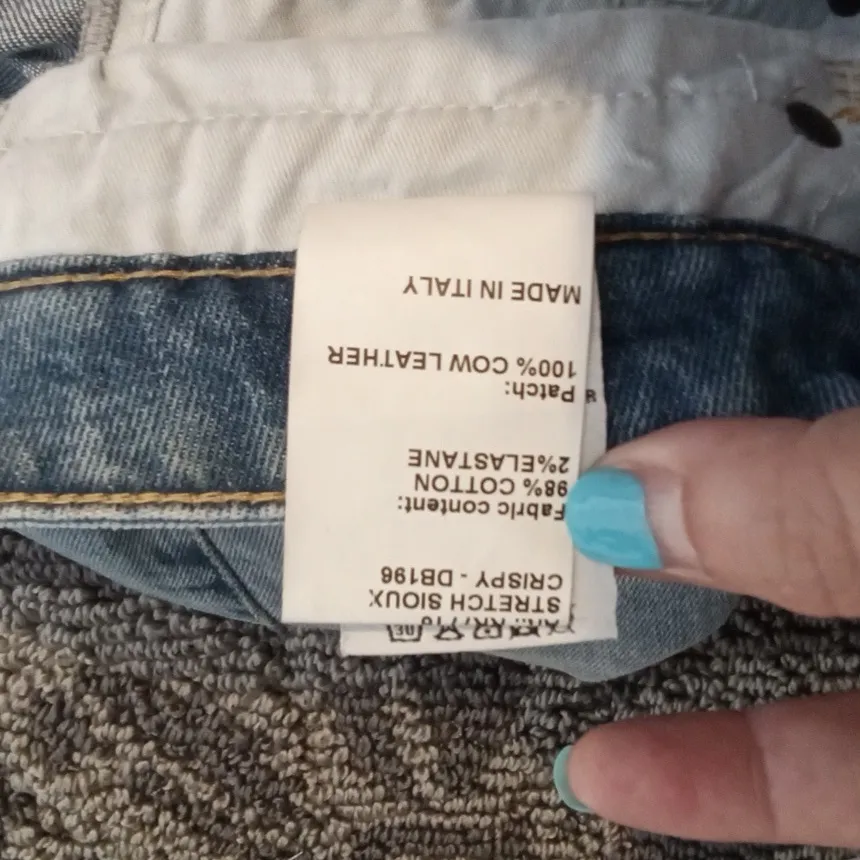 STRETCH SIOUX
CRISPY - DB196
Fabric content:
98% COTTON
2%ELASTANE
Patch:
100% COW LEATHER
MADE IN ITALY